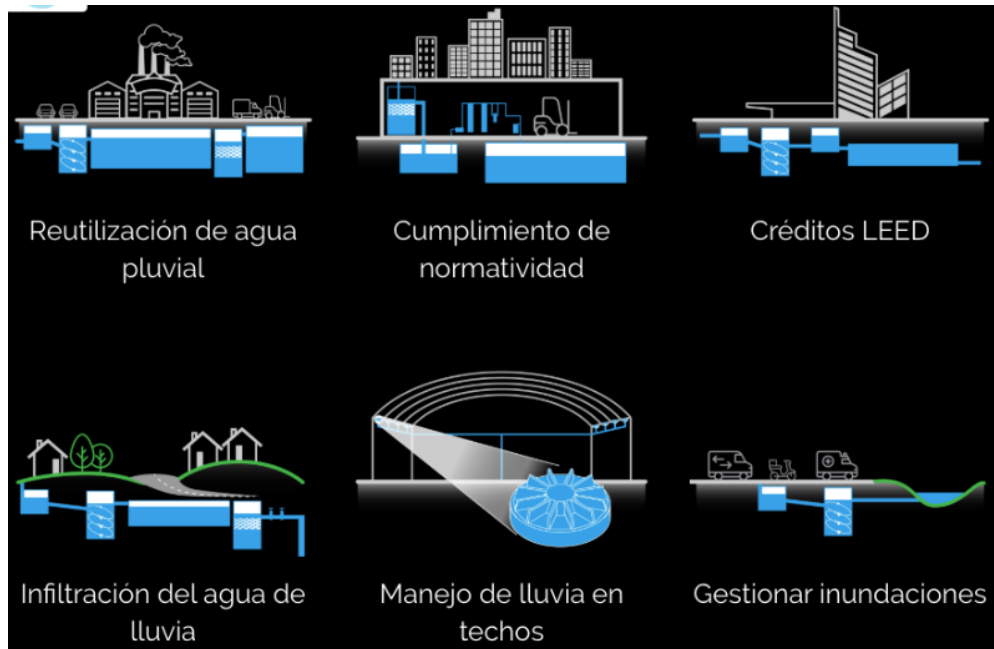 Reutilización de agua
pluvial
Cumplimiento de
normatividad
Créditos LEED
Infiltración del agua de
lluvia
Manejo de lluvia en
techos
Gestionar inundaciones